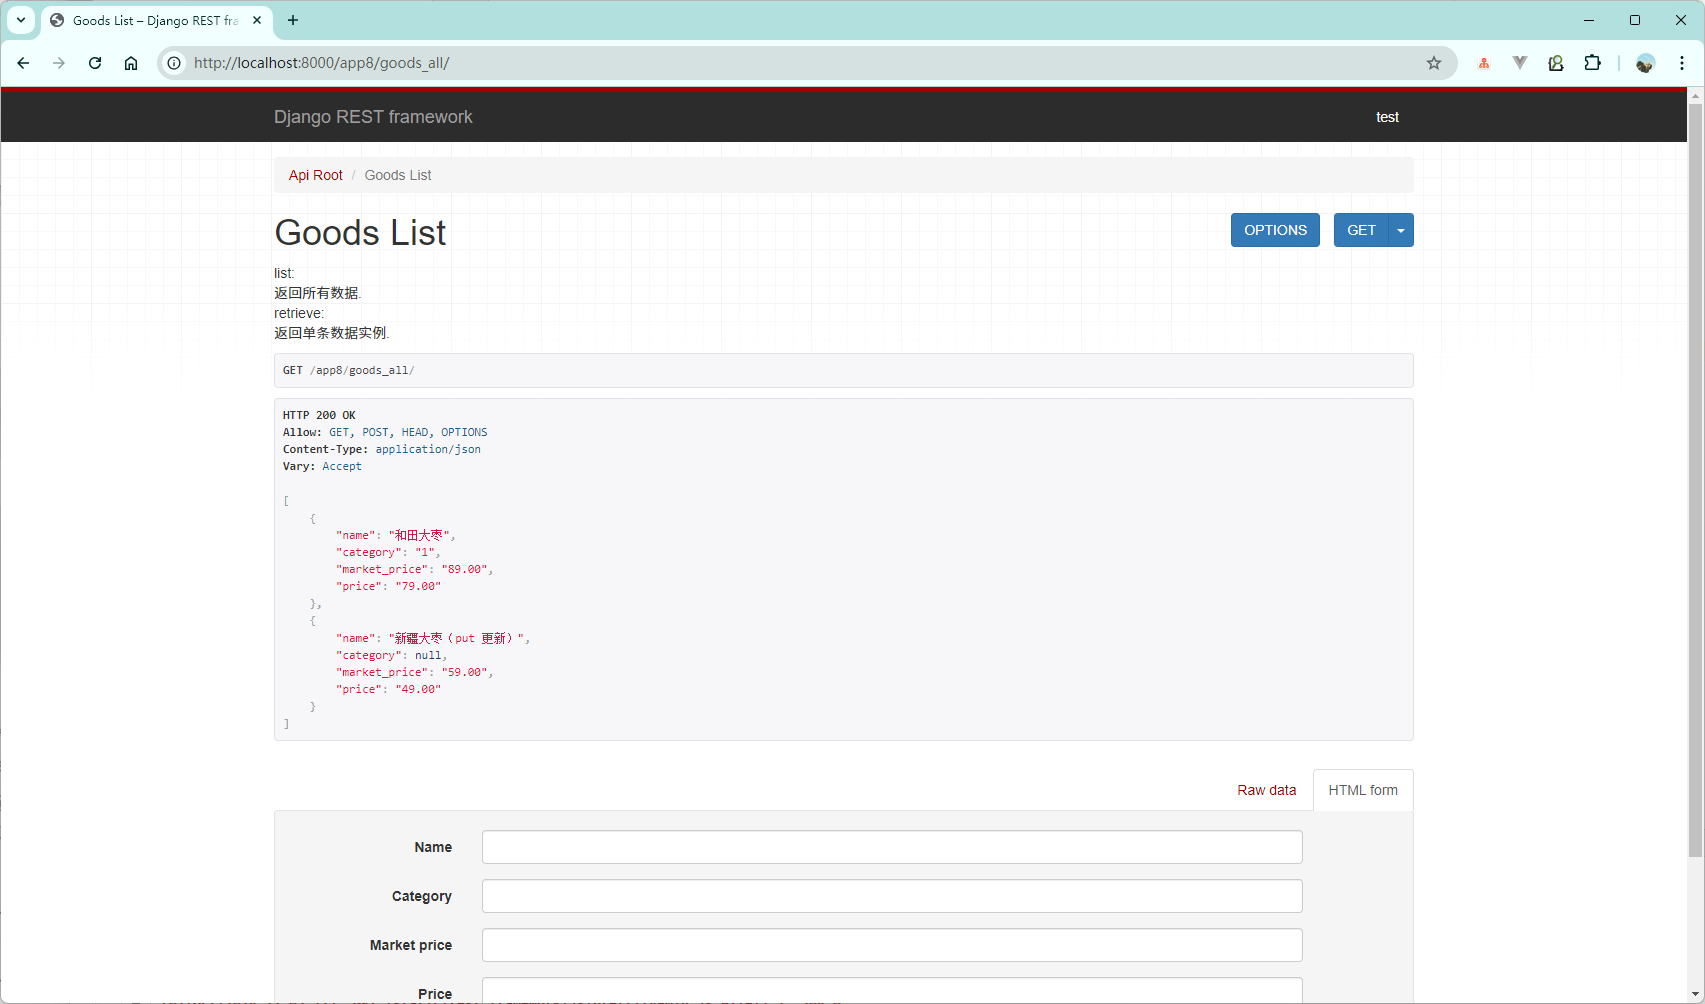 Goods List – Django REST fra
http://localhost:8000/app8/goods_all/
Django REST framework
test
Api Root / Goods List
Goods List
OPTIONS
GET
list:
返回所有数据.
retrieve:
返回单条数据实例.
GET /app8/goods_all/
HTTP 200 OK
Allow: GET, POST, HEAD, OPTIONS
Content-Type: application/json
Vary: Accept
[
{
"name": "和田大枣",
"category": "1",
"market_price": "89.00",
"price": "79.00"
},
{
"name": "新疆大枣（put 更新）",
"category": null,
"market_price": "59.00",
"price": "49.00"
}
]
Raw data
HTML form
Name
Category
Market price
Price